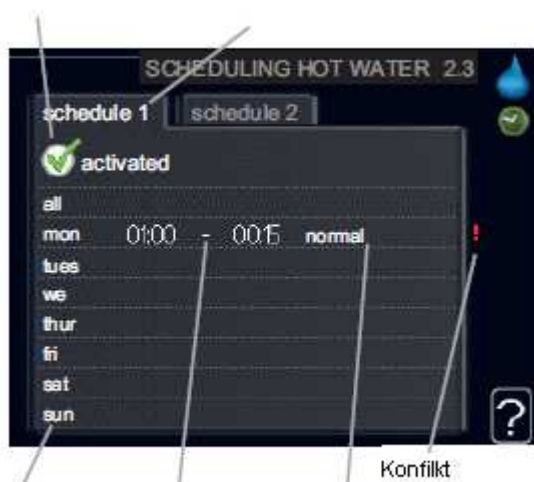 SCHEDULING HOT WATER 2.3
schedule 1 schedule 2
activated
all
mon 01:00 - 00:15 normal !
tues
we
thur
fri
sat
sun
?
Konfilkt